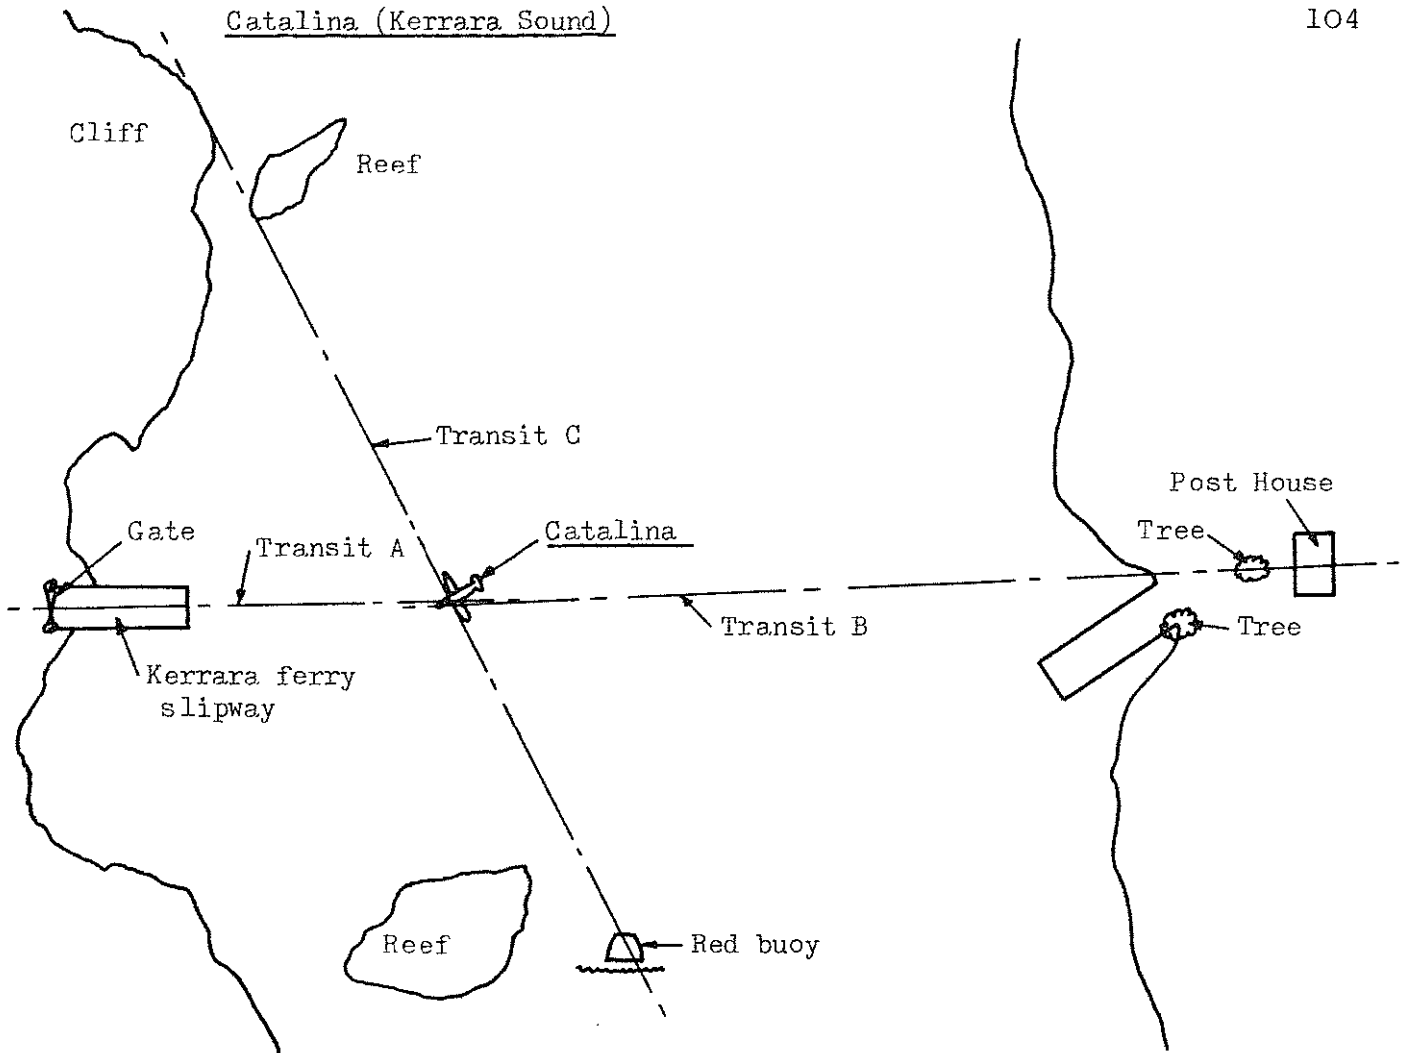 Catalina (Kerrara Sound)
104
Cliff
Reef
Transit C
Post House
Gate
Transit A
Catalina
Tree
Transit B
Tree
Kerrara ferry
slipway
Reef
Red buoy